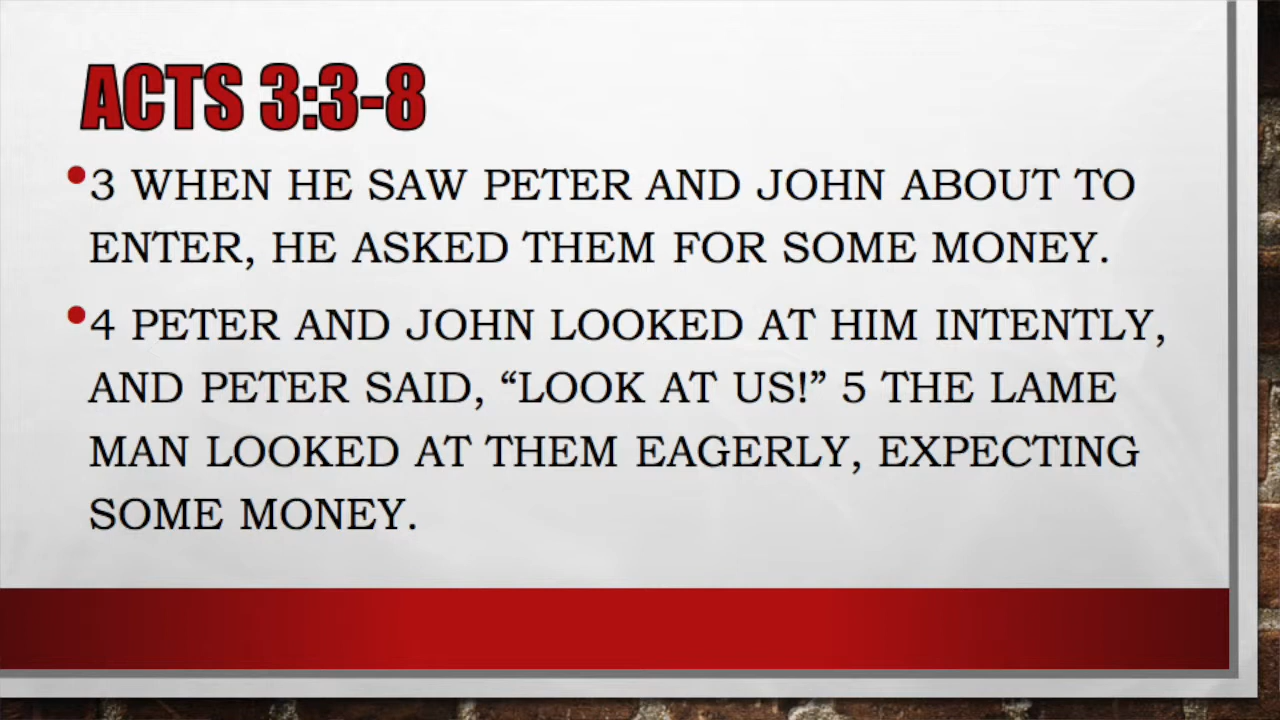 ACTS 3:3-8
•3 WHEN HE SAW PETER AND JOHN ABOUT TO
ENTER, HE ASKED THEM FOR SOME MONEY.
•4 PETER AND JOHN LOOKED AT HIM INTENTLY,
AND PETER SAID, “LOOK AT US!” 5 THE LAME
MAN LOOKED AT THEM EAGERLY, EXPECTING
SOME MONEY.